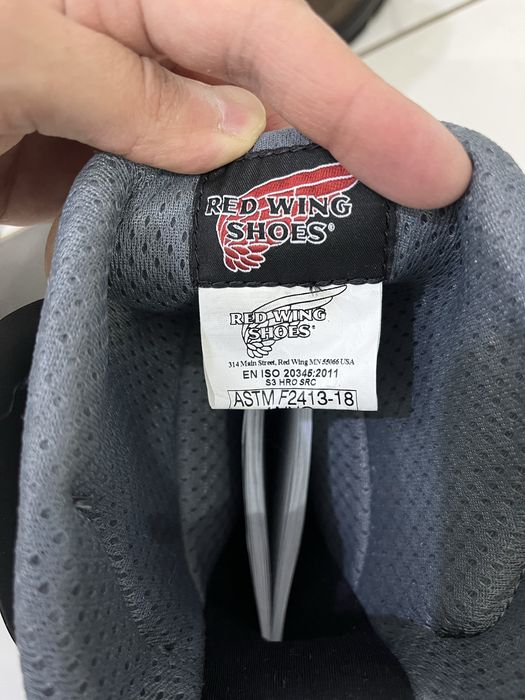 RED WING
SHOES®
RED WING
SHOES®
314 Main Street, Red Wing MN 55066 USA
EN ISO 20345:2011
S3 HRO SRC
ASTM F2413-18